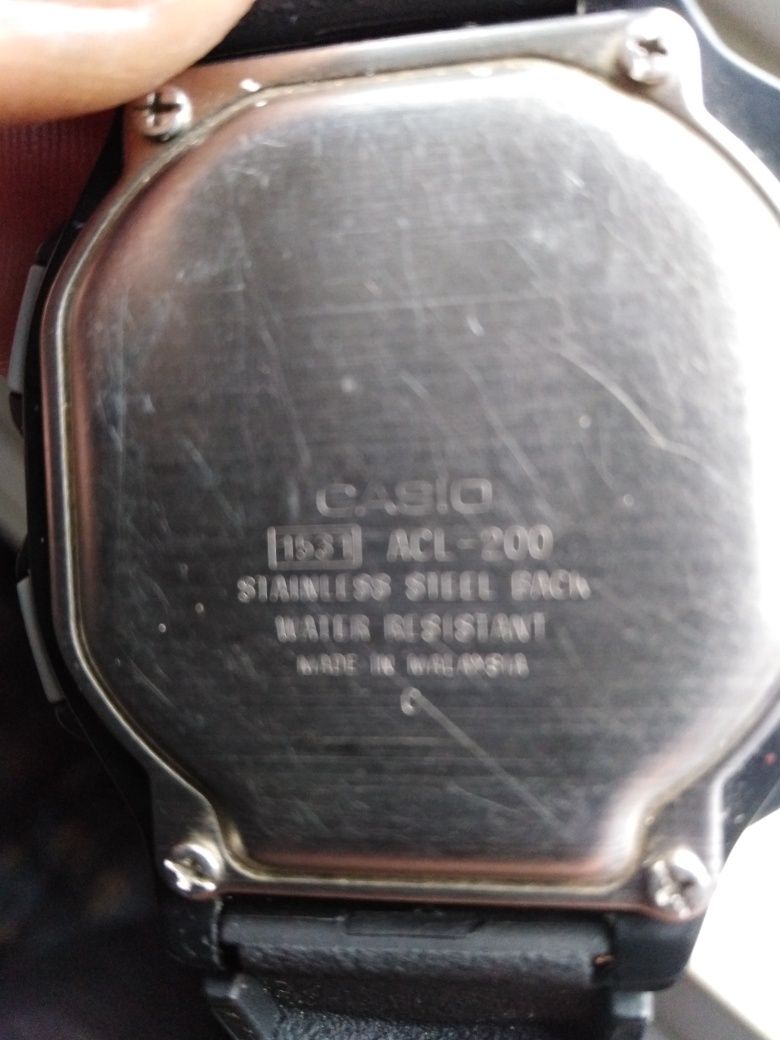 CASIO
1531 ACL-200
STAINLESS STEEL BACK
WATER RESISTANT
MADE IN MALAYSIA
C